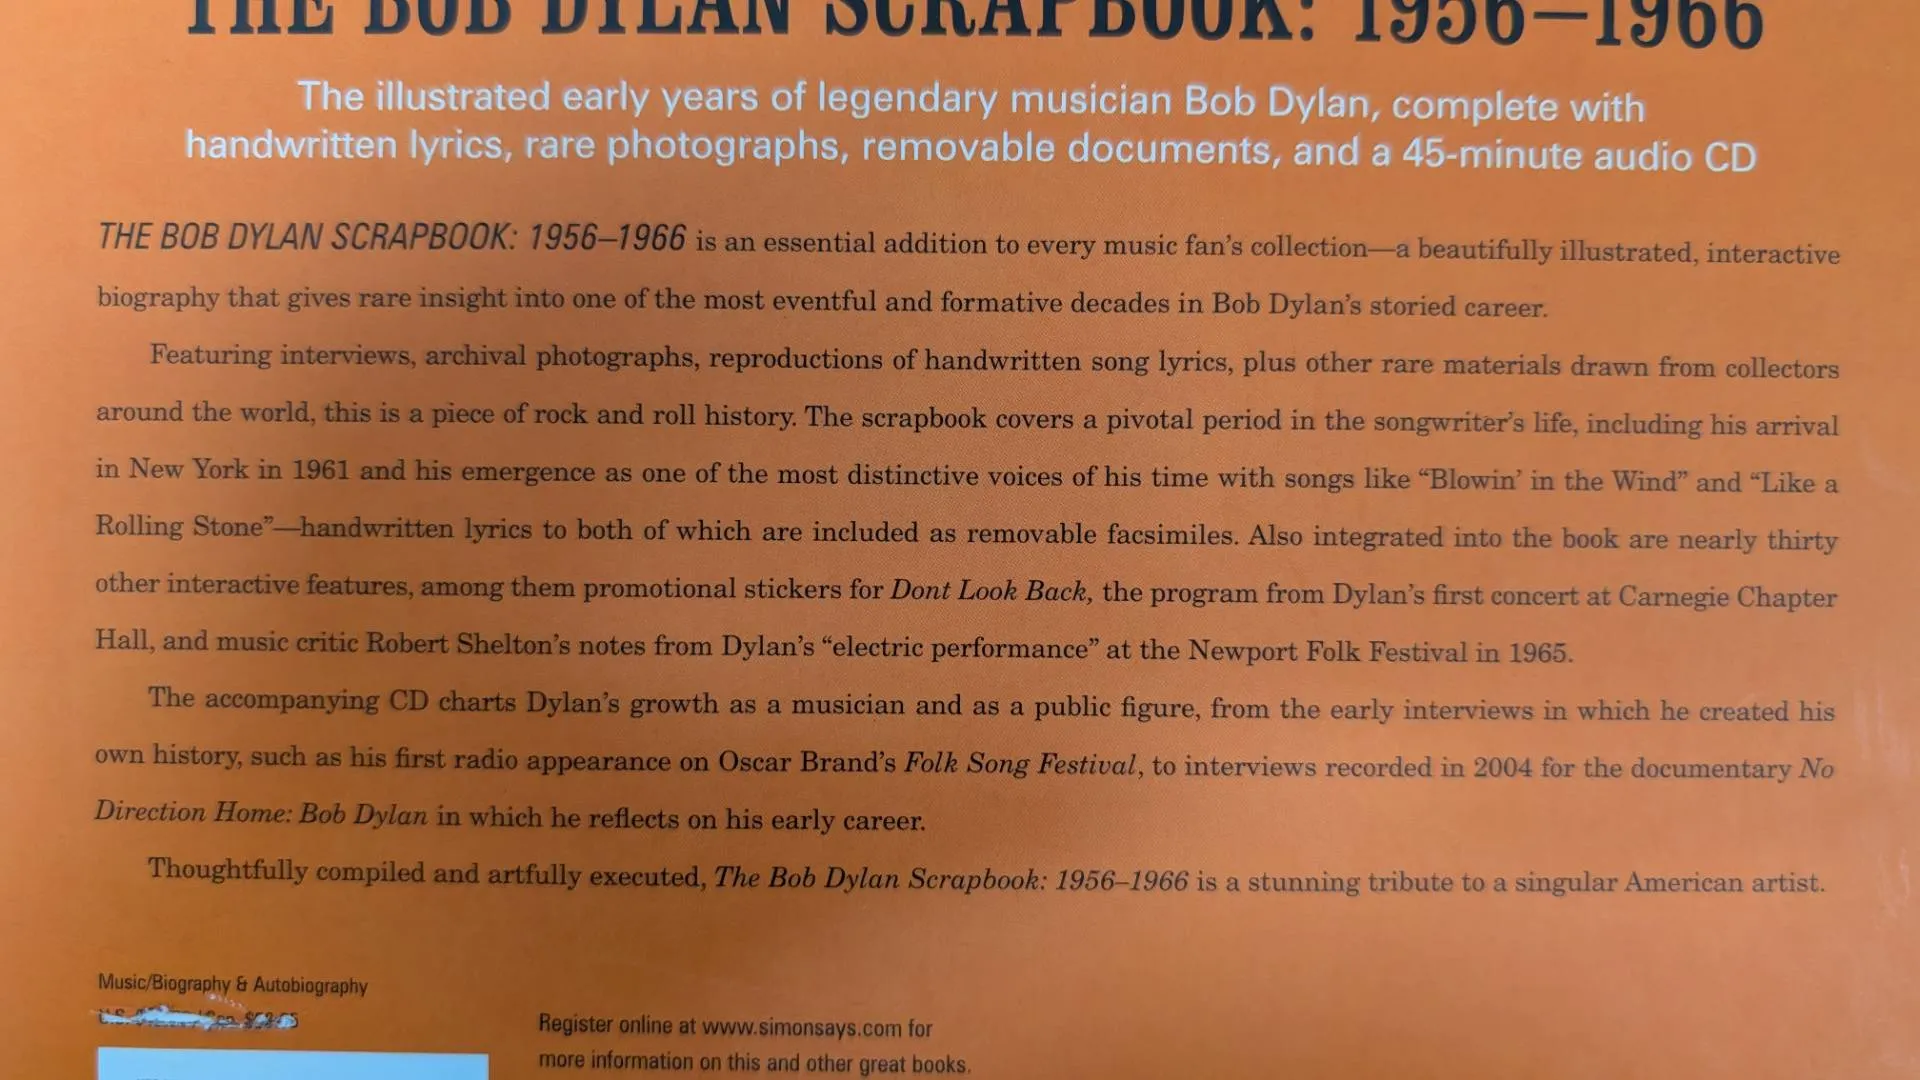 THE BOB DYLAN SCRAPBOOK: 1956–1966
The illustrated early years of legendary musician Bob Dylan, complete with
handwritten lyrics, rare photographs, removable documents, and a 45-minute audio CD
THE BOB DYLAN SCRAPBOOK: 1956–1966 is an essential addition to every music fan's collection—a beautifully illustrated, interactive
biography that gives rare insight into one of the most eventful and formative decades in Bob Dylan's storied career.
Featuring interviews, archival photographs, reproductions of handwritten song lyrics, plus other rare materials drawn from collectors
around the world, this is a piece of rock and roll history. The scrapbook covers a pivotal period in the songwriter's life, including his arrival
in New York in 1961 and his emergence as one of the most distinctive voices of his time with songs like “Blowin' in the Wind” and “Like a
Rolling Stone”—handwritten lyrics to both of which are included as removable facsimiles. Also integrated into the book are nearly thirty
other interactive features, among them promotional stickers for Dont Look Back, the program from Dylan's first concert at Carnegie Chapter
Hall, and music critic Robert Shelton's notes from Dylan's “electric performance” at the Newport Folk Festival in 1965.
The accompanying CD charts Dylan's growth as a musician and as a public figure, from the early interviews in which he created his
own history, such as his first radio appearance on Oscar Brand's Folk Song Festival, to interviews recorded in 2004 for the documentary No
Direction Home: Bob Dylan in which he reflects on his early career.
Thoughtfully compiled and artfully executed, The Bob Dylan Scrapbook: 1956–1966 is a stunning tribute to a singular American artist.
Music/Biography & Autobiography
U.S.
Register online at www.simonsays.com for
more information on this and other great books.